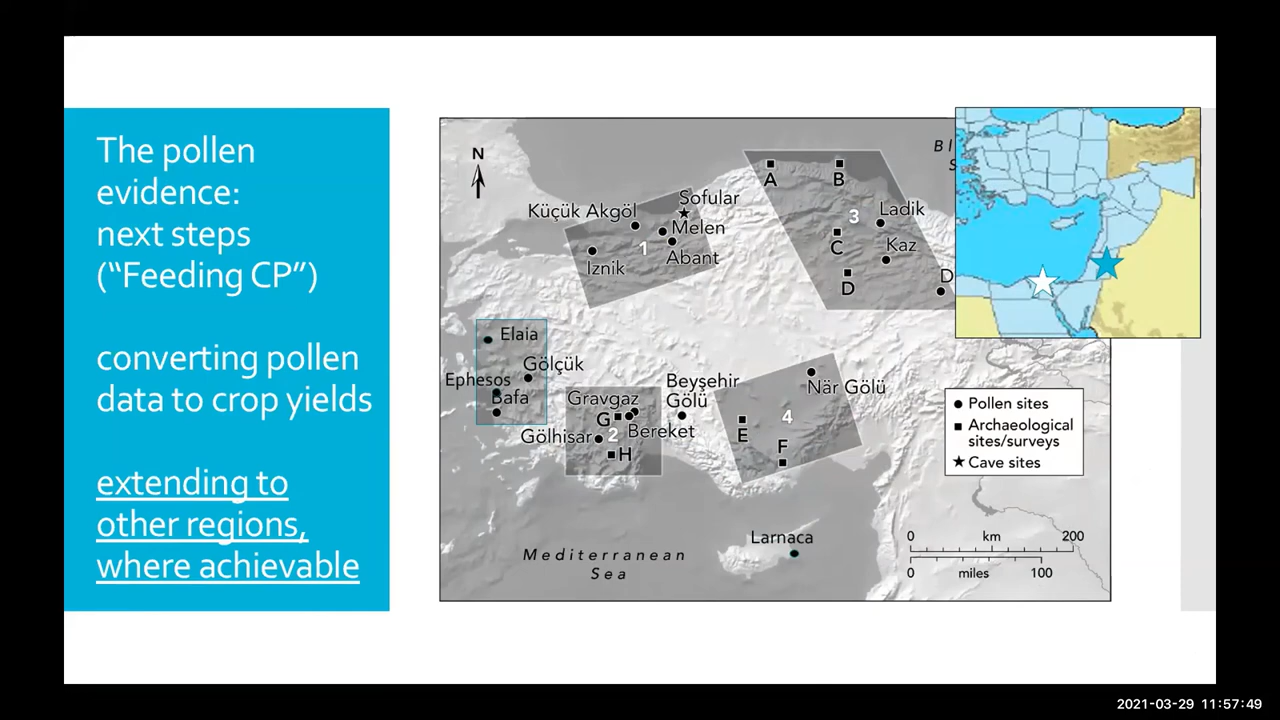 The pollen
evidence:
next steps
(“Feeding CP”)
converting pollen
data to crop yields
extending to
other regions,
where achievable
N
Bl
S
A
B
Sofular
Küçük Akgöl
Melen
3
Ladik
1
Abant
C
Kaz
Iznik
D
D
Elaia
Gölçük
Ephesos
Bafa
Beyşehir
Gölü
När Gölü
Gravgaz
G
Bereket
2
Gölhisar
H
4
E
F
Pollen sites
Archaeological
sites/surveys
Cave sites
Larnaca
Mediterranean
Sea
0 km 200
0 miles 100
2021-03-29 11:57:49